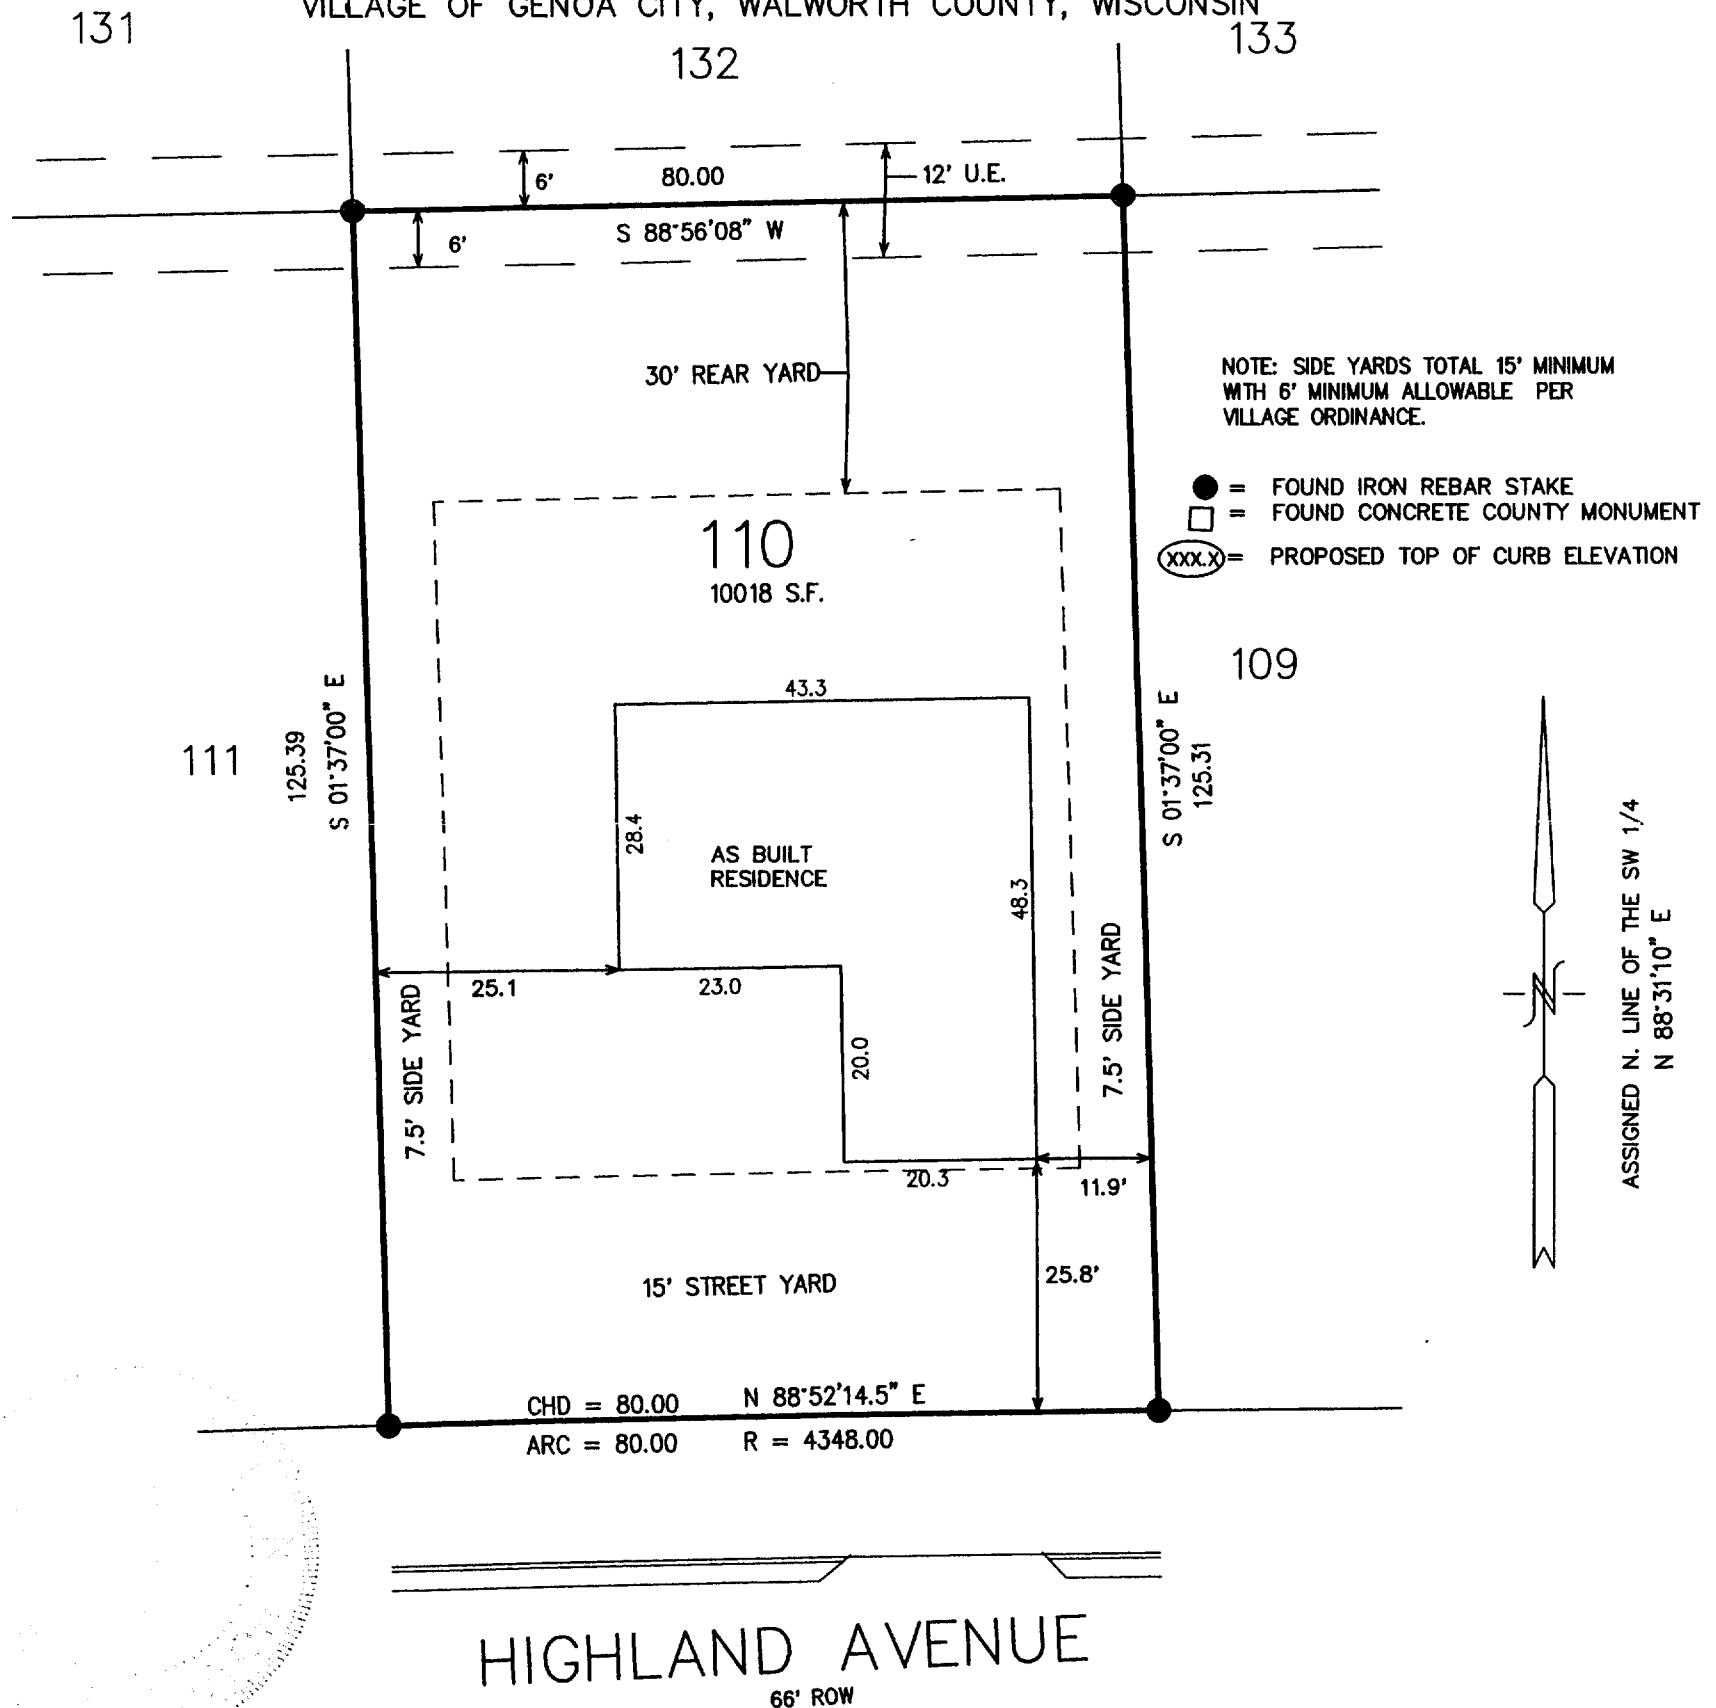 VILLAGE OF GENOA CITY, WALWORTH COUNTY, WISCONSIN
131
132
133
6'
80.00
12' U.E.
S 88°56'08" W
6'
30' REAR YARD
NOTE: SIDE YARDS TOTAL 15' MINIMUM
WITH 6' MINIMUM ALLOWABLE PER
VILLAGE ORDINANCE.
= FOUND IRON REBAR STAKE
= FOUND CONCRETE COUNTY MONUMENT
XXX.X = PROPOSED TOP OF CURB ELEVATION
110
10018 S.F.
109
111
125.39
S 01°37'00" E
43.3
28.4
AS BUILT
RESIDENCE
48.3
S 01°37'00" E
125.31
25.1
23.0
20.0
7.5' SIDE YARD
7.5' SIDE YARD
20.3
11.9'
25.8'
15' STREET YARD
N
ASSIGNED N. LINE OF THE SW 1/4
N 88°31'10" E
CHD = 80.00 N 88°52'14.5" E
ARC = 80.00 R = 4348.00
HIGHLAND AVENUE
66' ROW